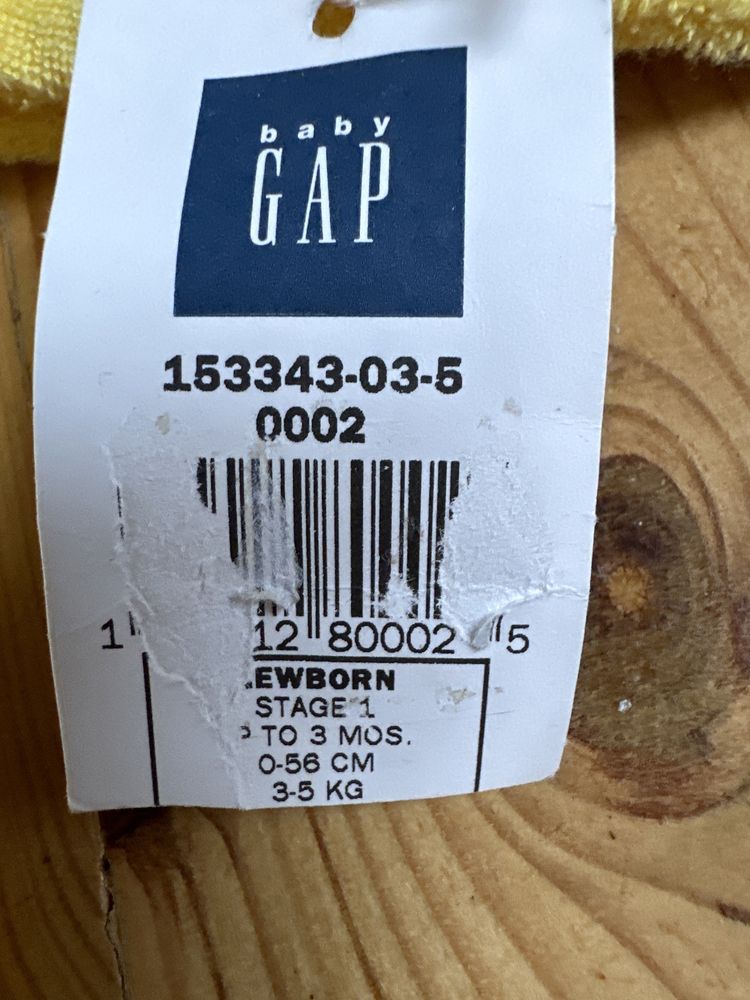 baby
GAP
153343-03-5
0002
1 12 80002 5
EWBORN
STAGE 1
TO 3 MOS.
0-56 CM
3-5 KG